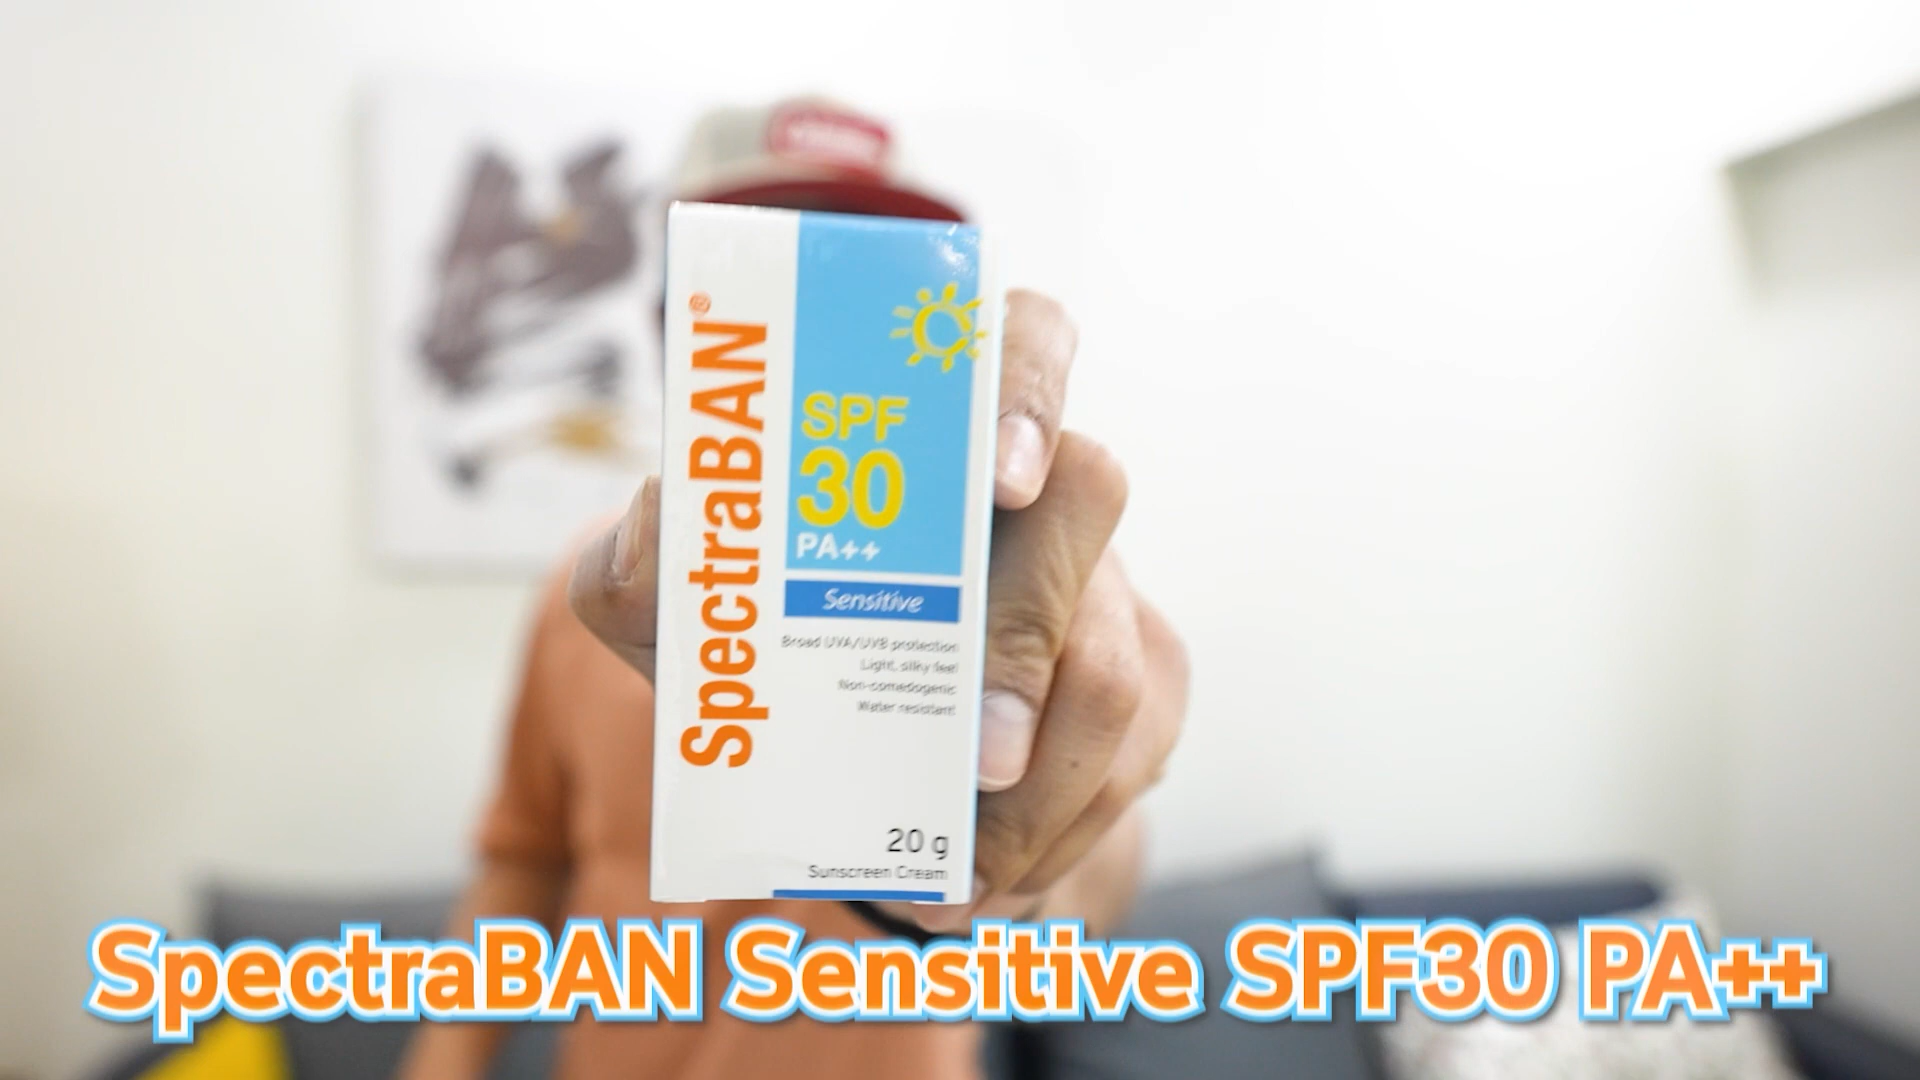 SpectraBAN®
SPF
30
PA++
Sensitive
Broad UVA/UVB protection
Light, silky feel
Non-comedogenic
Water resistant
20 g
Sunscreen Cream
SpectraBAN Sensitive SPF30 PA++